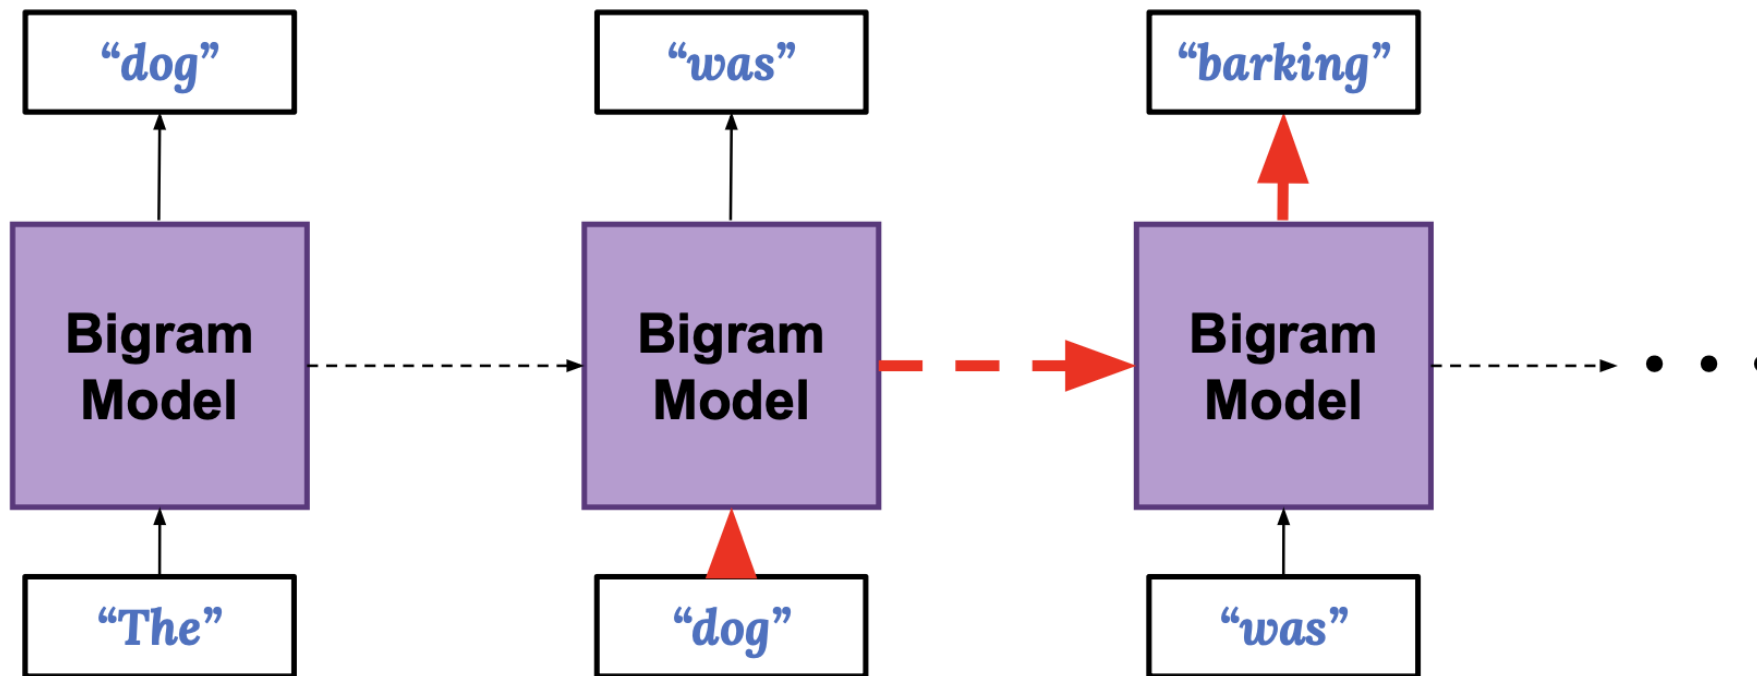 “dog”
“was”
“barking”
Bigram
Model
Bigram
Model
Bigram
Model
“The”
“dog”
“was”